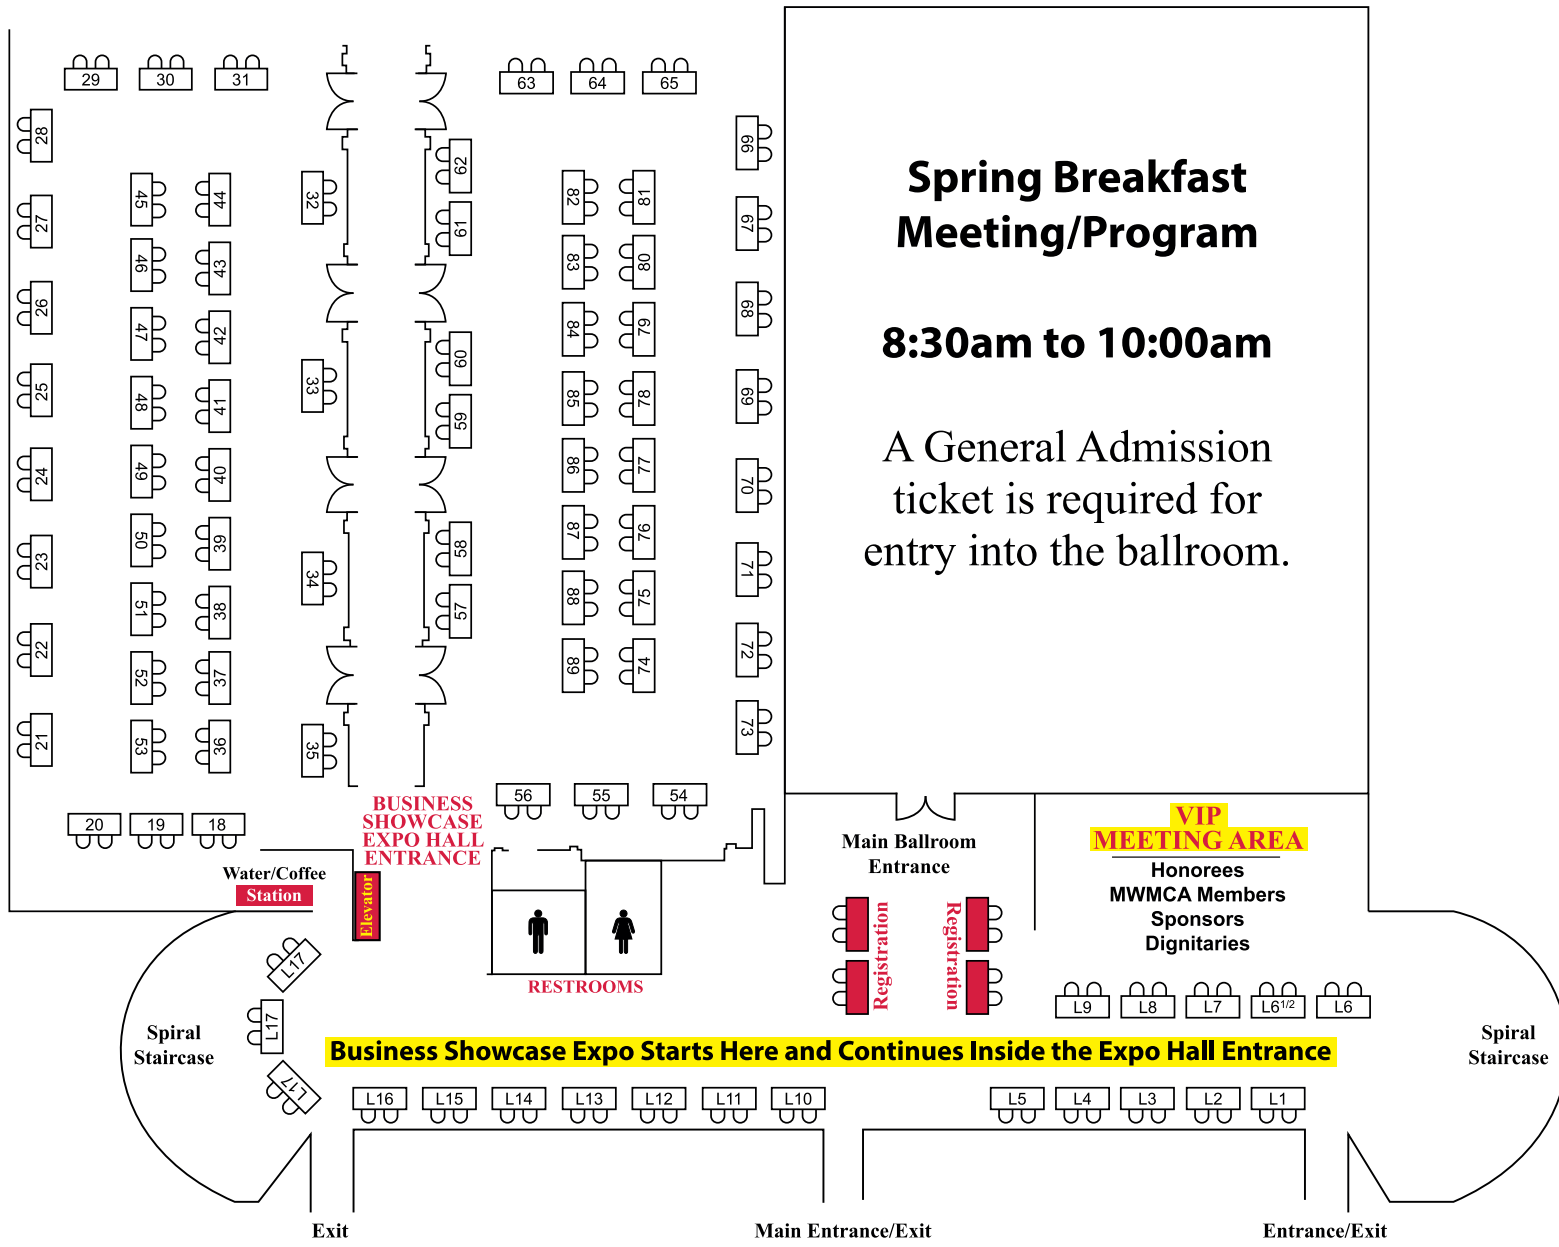 29
30
31
63
64
65
28
27
26
25
24
23
22
21
45
46
47
48
49
50
51
52
53
44
43
42
41
40
39
38
37
36
32
33
34
35
62
61
60
59
58
57
82
83
84
85
86
87
88
89
81
80
79
78
77
76
75
74
66
67
68
69
70
71
72
73
Spring Breakfast
Meeting/Program
8:30am to 10:00am
A General Admission
ticket is required for
entry into the ballroom.
20
19
18
56
55
54
BUSINESS
SHOWCASE
EXPO HALL
ENTRANCE
Water/Coffee
Station
Elevator
RESTROOMS
Main Ballroom
Entrance
Registration
Registration
VIP
MEETING AREA
Honorees
MWMCA Members
Sponsors
Dignitaries
L9
L8
L7
L6 1/2
L6
L17
L17
L17
Spiral
Staircase
Spiral
Staircase
Business Showcase Expo Starts Here and Continues Inside the Expo Hall Entrance
L16
L15
L14
L13
L12
L11
L10
L5
L4
L3
L2
L1
Exit
Main Entrance/Exit
Entrance/Exit